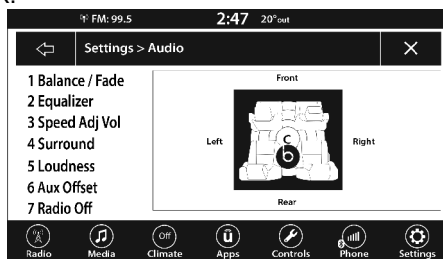 FM: 99.5 2:47 20°out
Settings > Audio
1 Balance / Fade
2 Equalizer
3 Speed Adj Vol
4 Surround
5 Loudness
6 Aux Offset
7 Radio Off
Front
Left
C
b
Right
Rear
Off
ū
Radio Media Climate Apps Controls Phone Settings